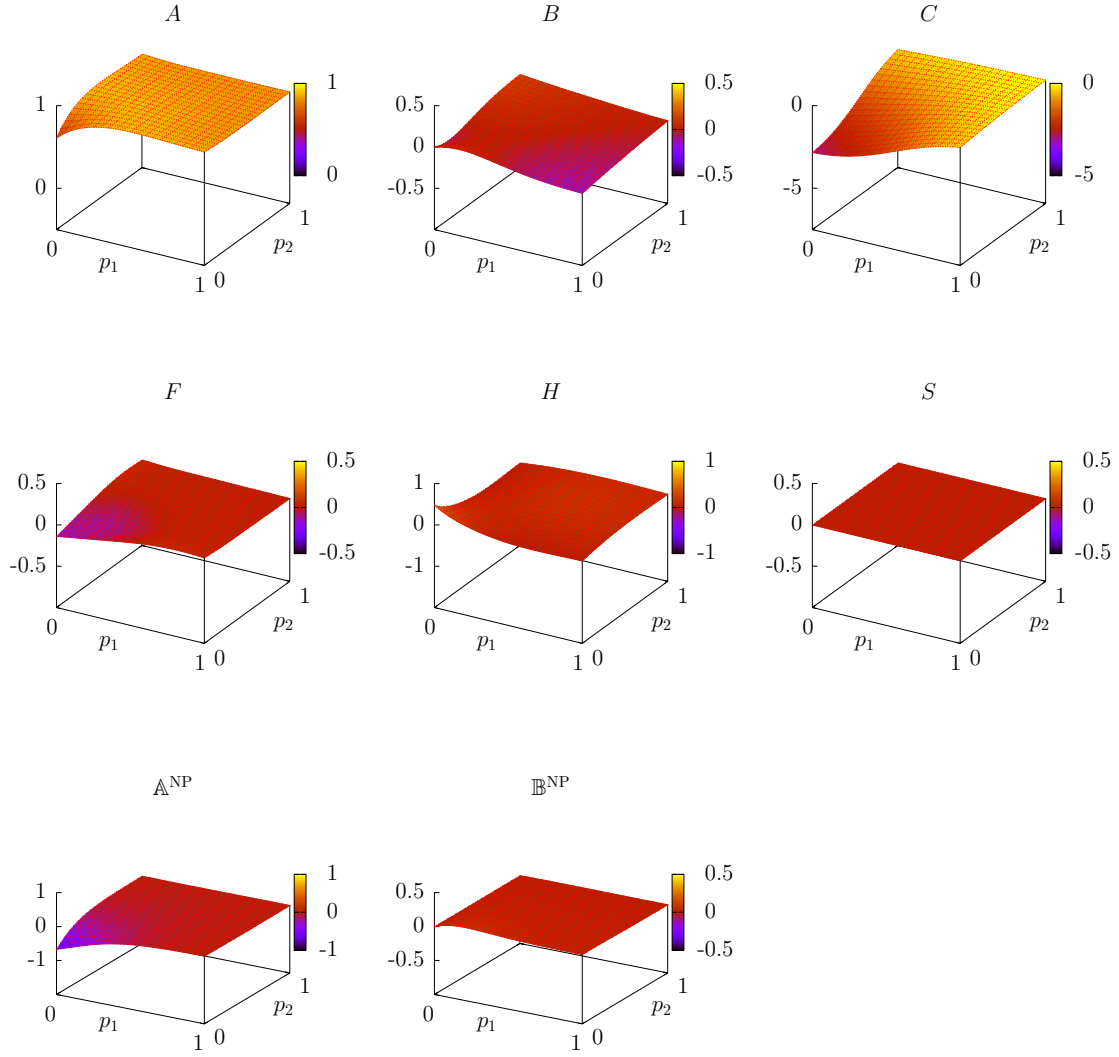 A B C
1 0 0 p₁ 1 0 p₂ 1 1 0
0.5 0 -0.5 0 p₁ 1 0 p₂ 1 0.5 0 -0.5
0 -5 0 p₁ 1 0 p₂ 1 0 -5
F H S
0.5 0 -0.5 0 p₁ 1 0 p₂ 1 0.5 0 -0.5
1 0 -1 0 p₁ 1 0 p₂ 1 1 0 -1
0.5 0 -0.5 0 p₁ 1 0 p₂ 1 0.5 0 -0.5
𝔸ᴺᴾ 𝔹ᴺᴾ
1 0 -1 0 p₁ 1 0 p₂ 1 1 0 -1
0.5 0 -0.5 0 p₁ 1 0 p₂ 1 0.5 0 -0.5